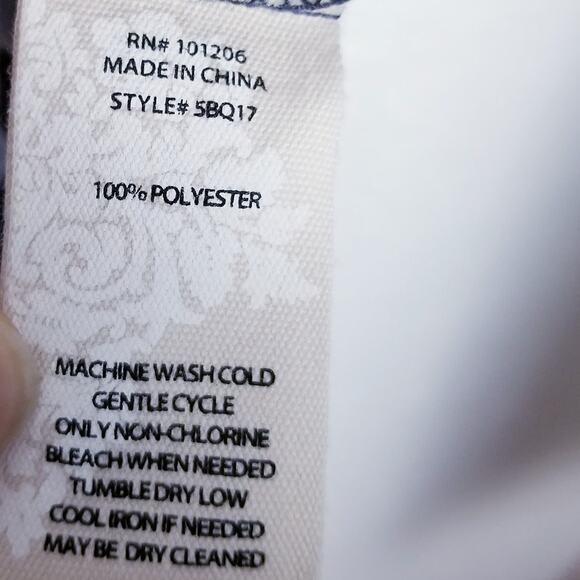 RN# 101206
MADE IN CHINA
STYLE# 5BQ17
100% POLYESTER
MACHINE WASH COLD
GENTLE CYCLE
ONLY NON-CHLORINE
BLEACH WHEN NEEDED
TUMBLE DRY LOW
COOL IRON IF NEEDED
MAY BE DRY CLEANED